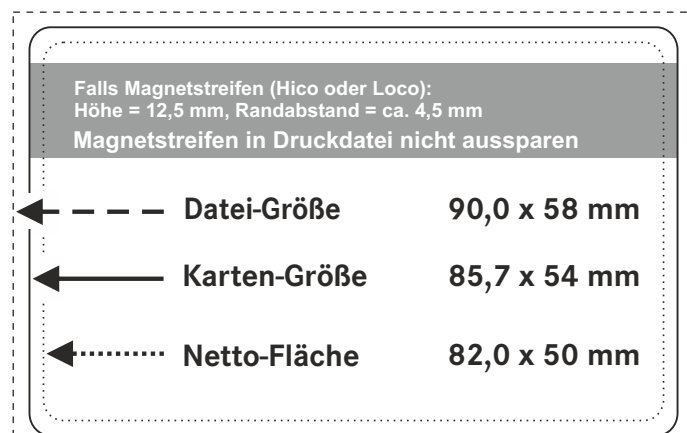 Falls Magnetstreifen (Hico oder Loco):
Höhe = 12,5 mm, Randabstand = ca. 4,5 mm
Magnetstreifen in Druckdatei nicht aussparen
Datei-Größe 90,0 x 58 mm
Karten-Größe 85,7 x 54 mm
Netto-Fläche 82,0 x 50 mm